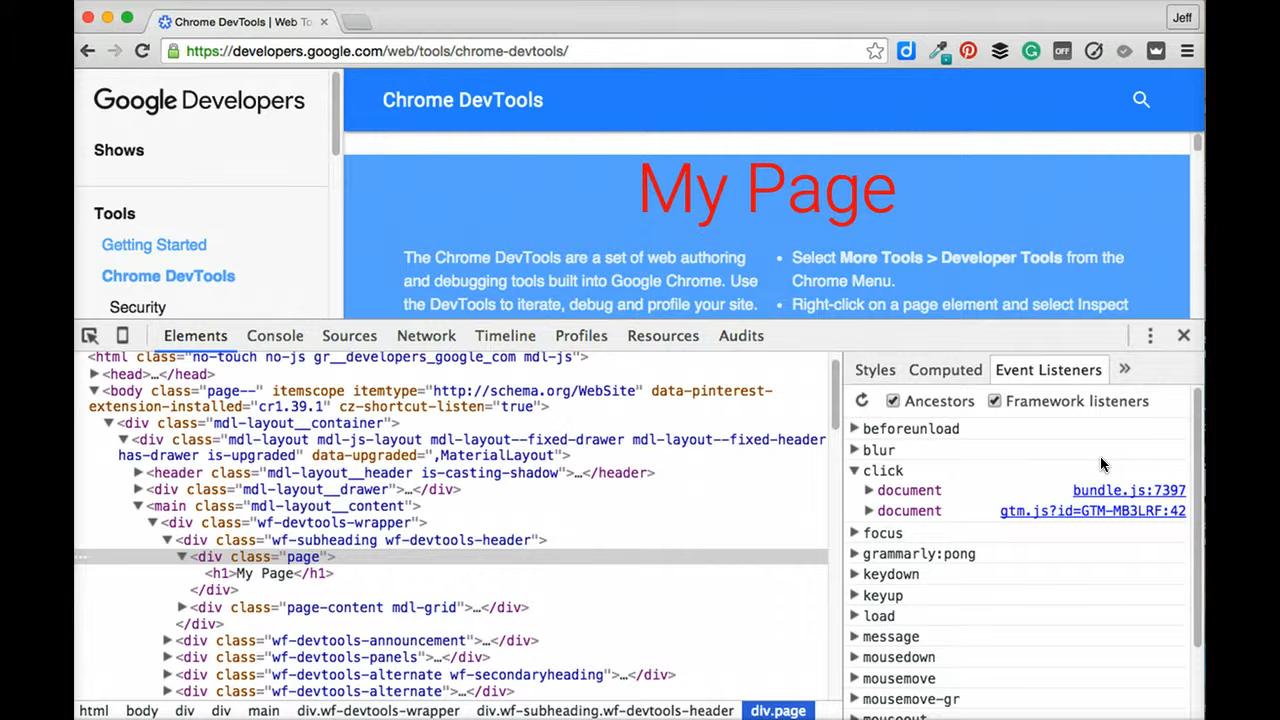 Chrome DevTools | Web To
Jeff
https://developers.google.com/web/tools/chrome-devtools/
OFF
Google Developers
Shows
Tools
Getting Started
Chrome DevTools
Security
Chrome DevTools
My Page
The Chrome DevTools are a set of web authoring
and debugging tools built into Google Chrome. Use
the DevTools to iterate, debug and profile your site.
• Select More Tools > Developer Tools from the
Chrome Menu.
• Right-click on a page element and select Inspect
Elements Console Sources Network Timeline Profiles Resources Audits
<html class="no-touch no-js gr__developers_google_com mdl-js">
<head>…</head>
<body class="page--" itemscope itemtype="http://schema.org/WebSite" data-pinterest-
extension-installed="cr1.39.1" cz-shortcut-listen="true">
<div class="mdl-layout__container">
<div class="mdl-layout mdl-js-layout mdl-layout--fixed-drawer mdl-layout--fixed-header
has-drawer is-upgraded" data-upgraded=",MaterialLayout">
<header class="mdl-layout__header is-casting-shadow">…</header>
<div class="mdl-layout__drawer">…</div>
<main class="mdl-layout__content">
<div class="wf-devtools-wrapper">
<div class="wf-subheading wf-devtools-header">
<div class="page">
<h1>My Page</h1>
</div>
<div class="page-content mdl-grid">…</div>
</div>
<div class="wf-devtools-announcement">…</div>
<div class="wf-devtools-panels">…</div>
<div class="wf-devtools-alternate wf-secondaryheading">…</div>
<div class="wf-devtools-alternate">…</div>
html body div div main div.wf-devtools-wrapper div.wf-subheading.wf-devtools-header div.page
Styles Computed Event Listeners »
Ancestors Framework listeners
beforeunload
blur
click
document bundle.js:7397
document gtm.js?id=GTM-MB3LRF:42
focus
grammarly:pong
keydown
keyup
load
message
mousedown
mousemove
mousemove-gr
mouseout